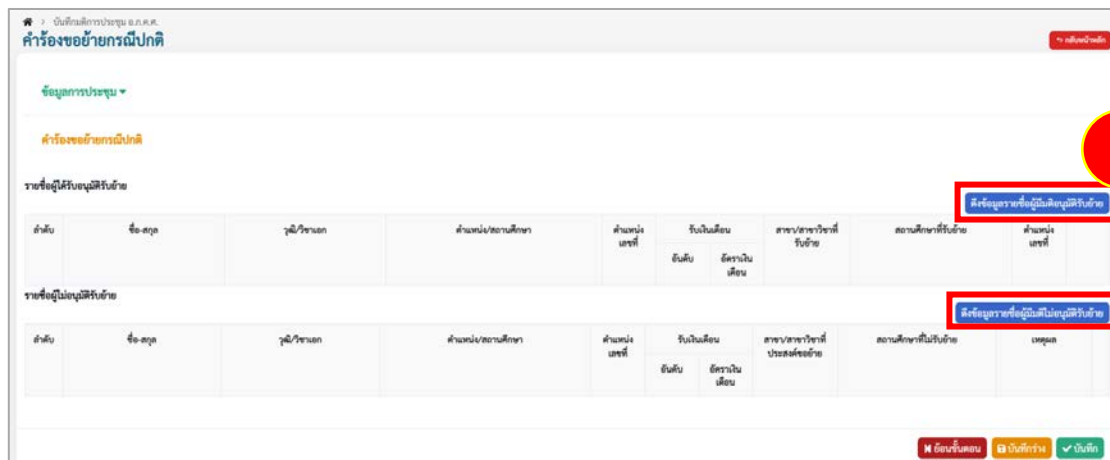 บันทึกมติการประชุม อ.ก.ค.ศ.
คำร้องขอย้ายกรณีปกติ
กลับหน้าหลัก
ข้อมูลการประชุม
คำร้องขอย้ายกรณีปกติ
รายชื่อผู้ได้รับอนุมัติรับย้าย
ดึงข้อมูลรายชื่อผู้มีมติอนุมัติรับย้าย
ลำดับ ชื่อ-สกุล วุฒิ/วิชาเอก ตำแหน่ง/สถานศึกษา ตำแหน่งเลขที่ รับเงินเดือน สาขา/สาขาวิชาที่รับย้าย สถานศึกษาที่รับย้าย ตำแหน่งเลขที่
อันดับ อัตราเงินเดือน
รายชื่อผู้ไม่อนุมัติรับย้าย
ดึงข้อมูลรายชื่อผู้มีมติไม่อนุมัติรับย้าย
ลำดับ ชื่อ-สกุล วุฒิ/วิชาเอก ตำแหน่ง/สถานศึกษา ตำแหน่งเลขที่ รับเงินเดือน สาขา/สาขาวิชาที่ประสงค์ขอย้าย สถานศึกษาที่ไม่รับย้าย เหตุผล
อันดับ อัตราเงินเดือน
ย้อนขั้นตอน บันทึกร่าง บันทึก